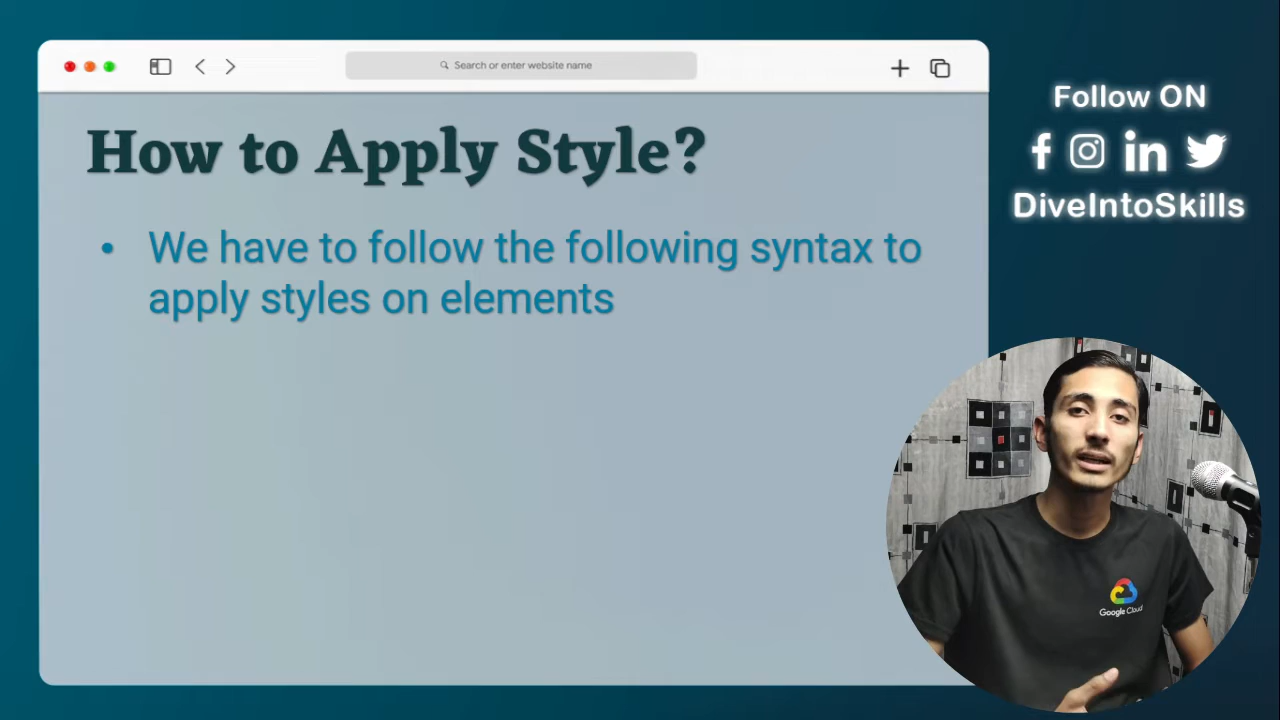 Search or enter website name
How to Apply Style?
• We have to follow the following syntax to
apply styles on elements
Follow ON
DiveIntoSkills
Google Cloud